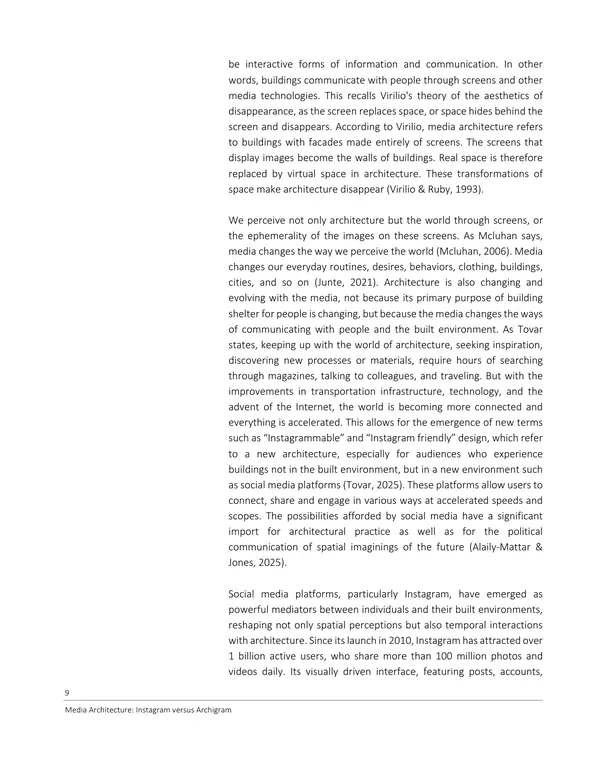 be interactive forms of information and communication. In other
words, buildings communicate with people through screens and other
media technologies. This recalls Virilio's theory of the aesthetics of
disappearance, as the screen replaces space, or space hides behind the
screen and disappears. According to Virilio, media architecture refers
to buildings with facades made entirely of screens. The screens that
display images become the walls of buildings. Real space is therefore
replaced by virtual space in architecture. These transformations of
space make architecture disappear (Virilio & Ruby, 1993).
We perceive not only architecture but the world through screens, or
the ephemerality of the images on these screens. As Mcluhan says,
media changes the way we perceive the world (Mcluhan, 2006). Media
changes our everyday routines, desires, behaviors, clothing, buildings,
cities, and so on (Junte, 2021). Architecture is also changing and
evolving with the media, not because its primary purpose of building
shelter for people is changing, but because the media changes the ways
of communicating with people and the built environment. As Tovar
states, keeping up with the world of architecture, seeking inspiration,
discovering new processes or materials, require hours of searching
through magazines, talking to colleagues, and traveling. But with the
improvements in transportation infrastructure, technology, and the
advent of the Internet, the world is becoming more connected and
everything is accelerated. This allows for the emergence of new terms
such as “Instagrammable” and “Instagram friendly” design, which refer
to a new architecture, especially for audiences who experience
buildings not in the built environment, but in a new environment such
as social media platforms (Tovar, 2025). These platforms allow users to
connect, share and engage in various ways at accelerated speeds and
scopes. The possibilities afforded by social media have a significant
import for architectural practice as well as for the political
communication of spatial imaginings of the future (Alaily-Mattar &
Jones, 2025).
Social media platforms, particularly Instagram, have emerged as
powerful mediators between individuals and their built environments,
reshaping not only spatial perceptions but also temporal interactions
with architecture. Since its launch in 2010, Instagram has attracted over
1 billion active users, who share more than 100 million photos and
videos daily. Its visually driven interface, featuring posts, accounts,
9
Media Architecture: Instagram versus Archigram